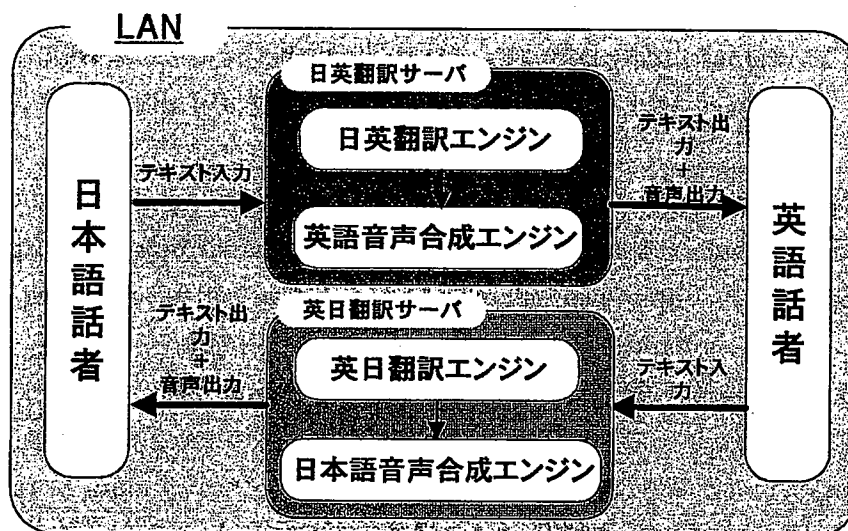 LAN
日英翻訳サーバ
日英翻訳エンジン
英語音声合成エンジン
日本語話者
テキスト入力
テキスト出
力
+
音声出力
英語話者
英日翻訳サーバ
英日翻訳エンジン
日本語音声合成エンジン
テキスト出
力
+
音声出力
テキスト入
力